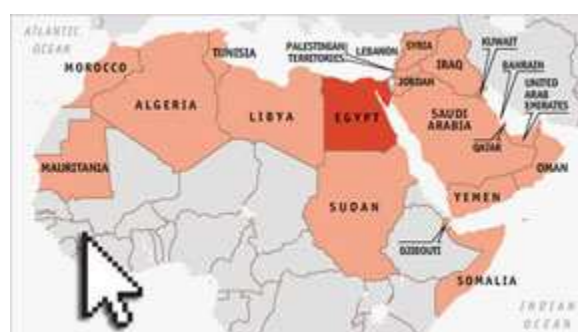 ATLANTIC
OCEAN
MOROCCO
TUNISIA
PALESTINIAN
TERRITORIES
LEBANON
SYRIA
KUWAIT
IRAQ
BAHRAIN
JORDAN
UNITED
ARAB
EMIRATES
ALGERIA
LIBYA
EGYPT
SAUDI
ARABIA
QATAR
OMAN
MAURITANIA
SUDAN
YEMEN
DJIBOUTI
SOMALIA
INDIAN
OCEAN